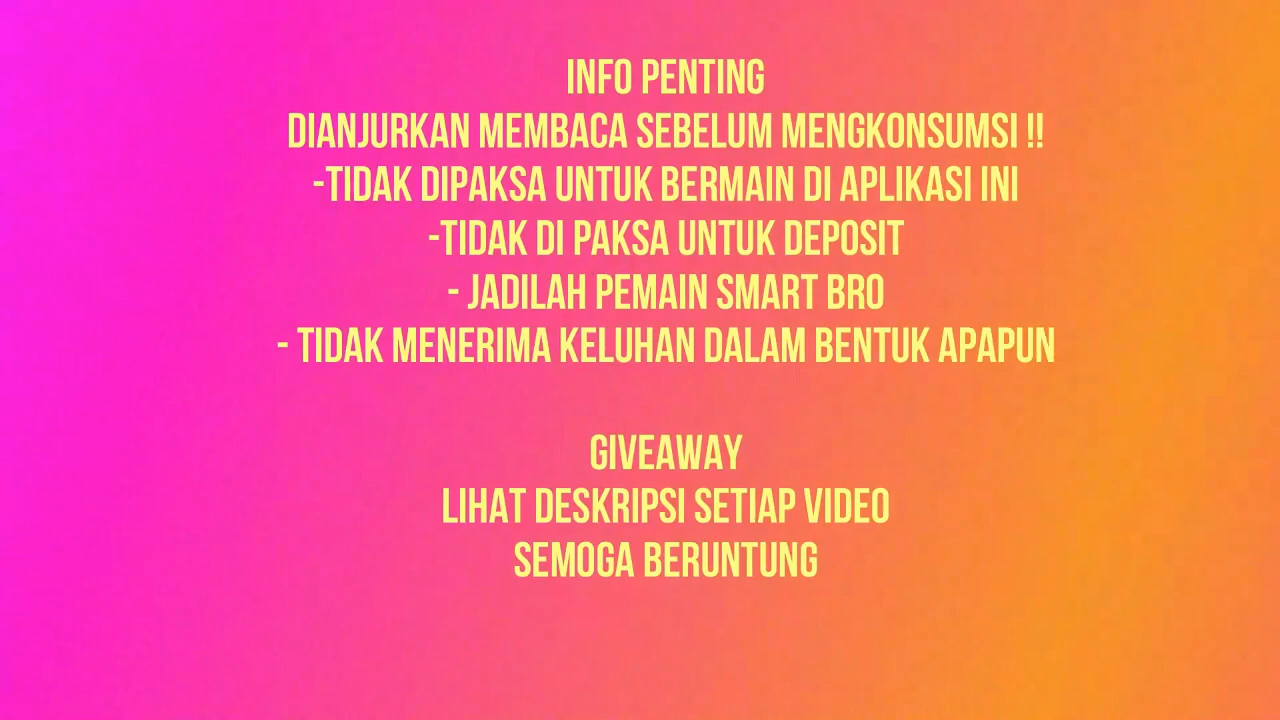 INFO PENTING
DIANJURKAN MEMBACA SEBELUM MENGKONSUMSI !!
-TIDAK DIPAKSA UNTUK BERMAIN DI APLIKASI INI
-TIDAK DI PAKSA UNTUK DEPOSIT
- JADILAH PEMAIN SMART BRO
- TIDAK MENERIMA KELUHAN DALAM BENTUK APAPUN
GIVEAWAY
LIHAT DESKRIPSI SETIAP VIDEO
SEMOGA BERUNTUNG